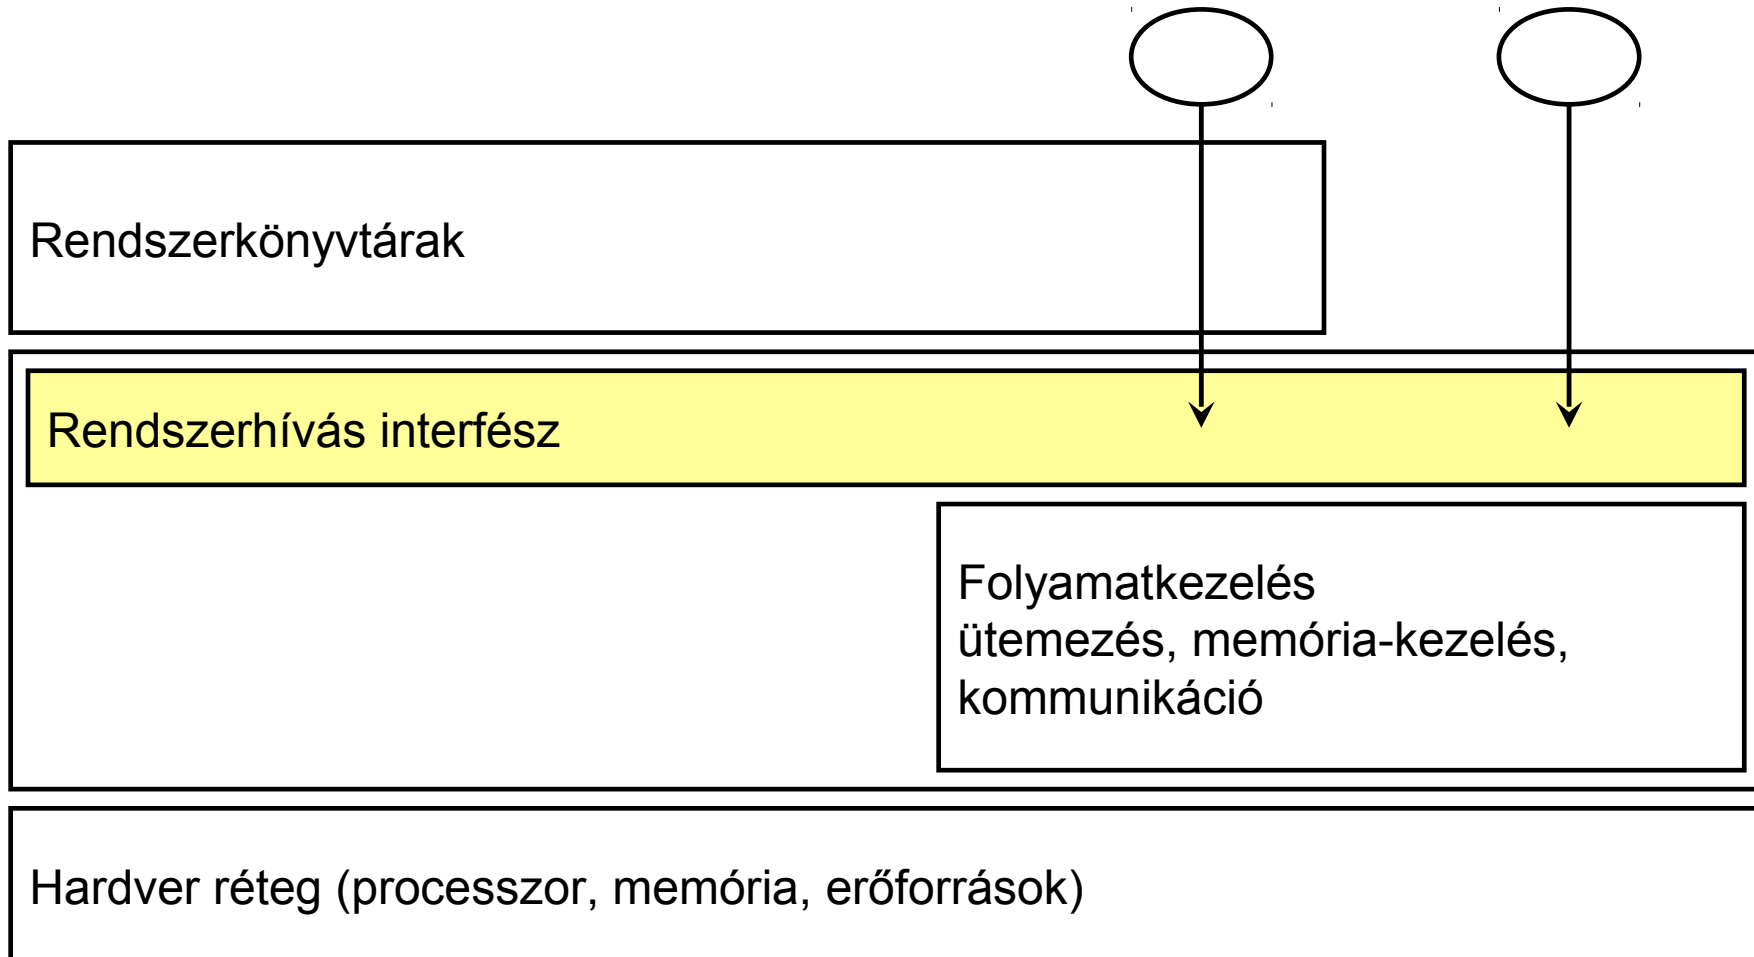 Rendszerkönyvtárak
Rendszerhívás interfész
Folyamatkezelés
ütemezés, memória-kezelés,
kommunikáció
Hardver réteg (processzor, memória, erőforrások)